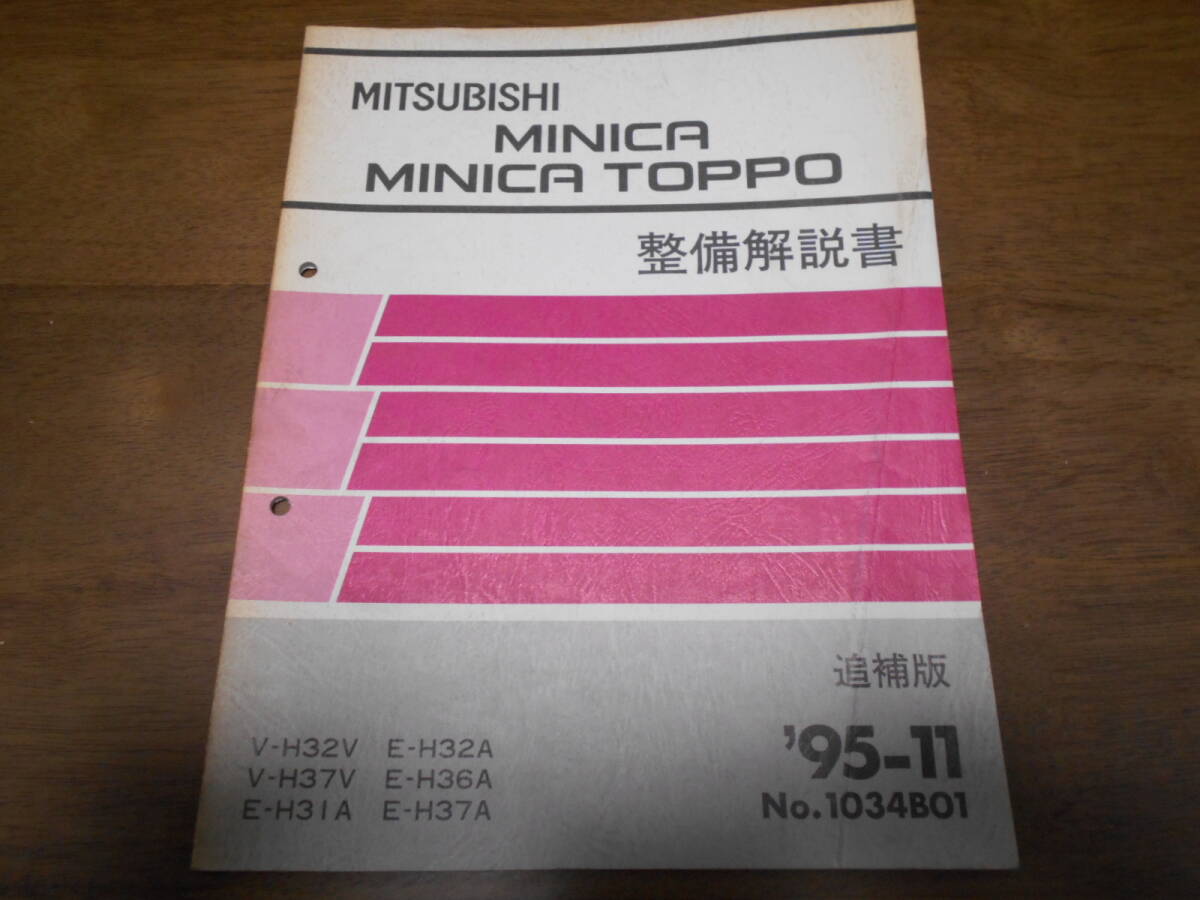 MITSUBISHI
MINICA
MINICA TOPPO
整備解説書
追補版
'95-11
No.1034B01
V-H32V E-H32A
V-H37V E-H36A
E-H31A E-H37A